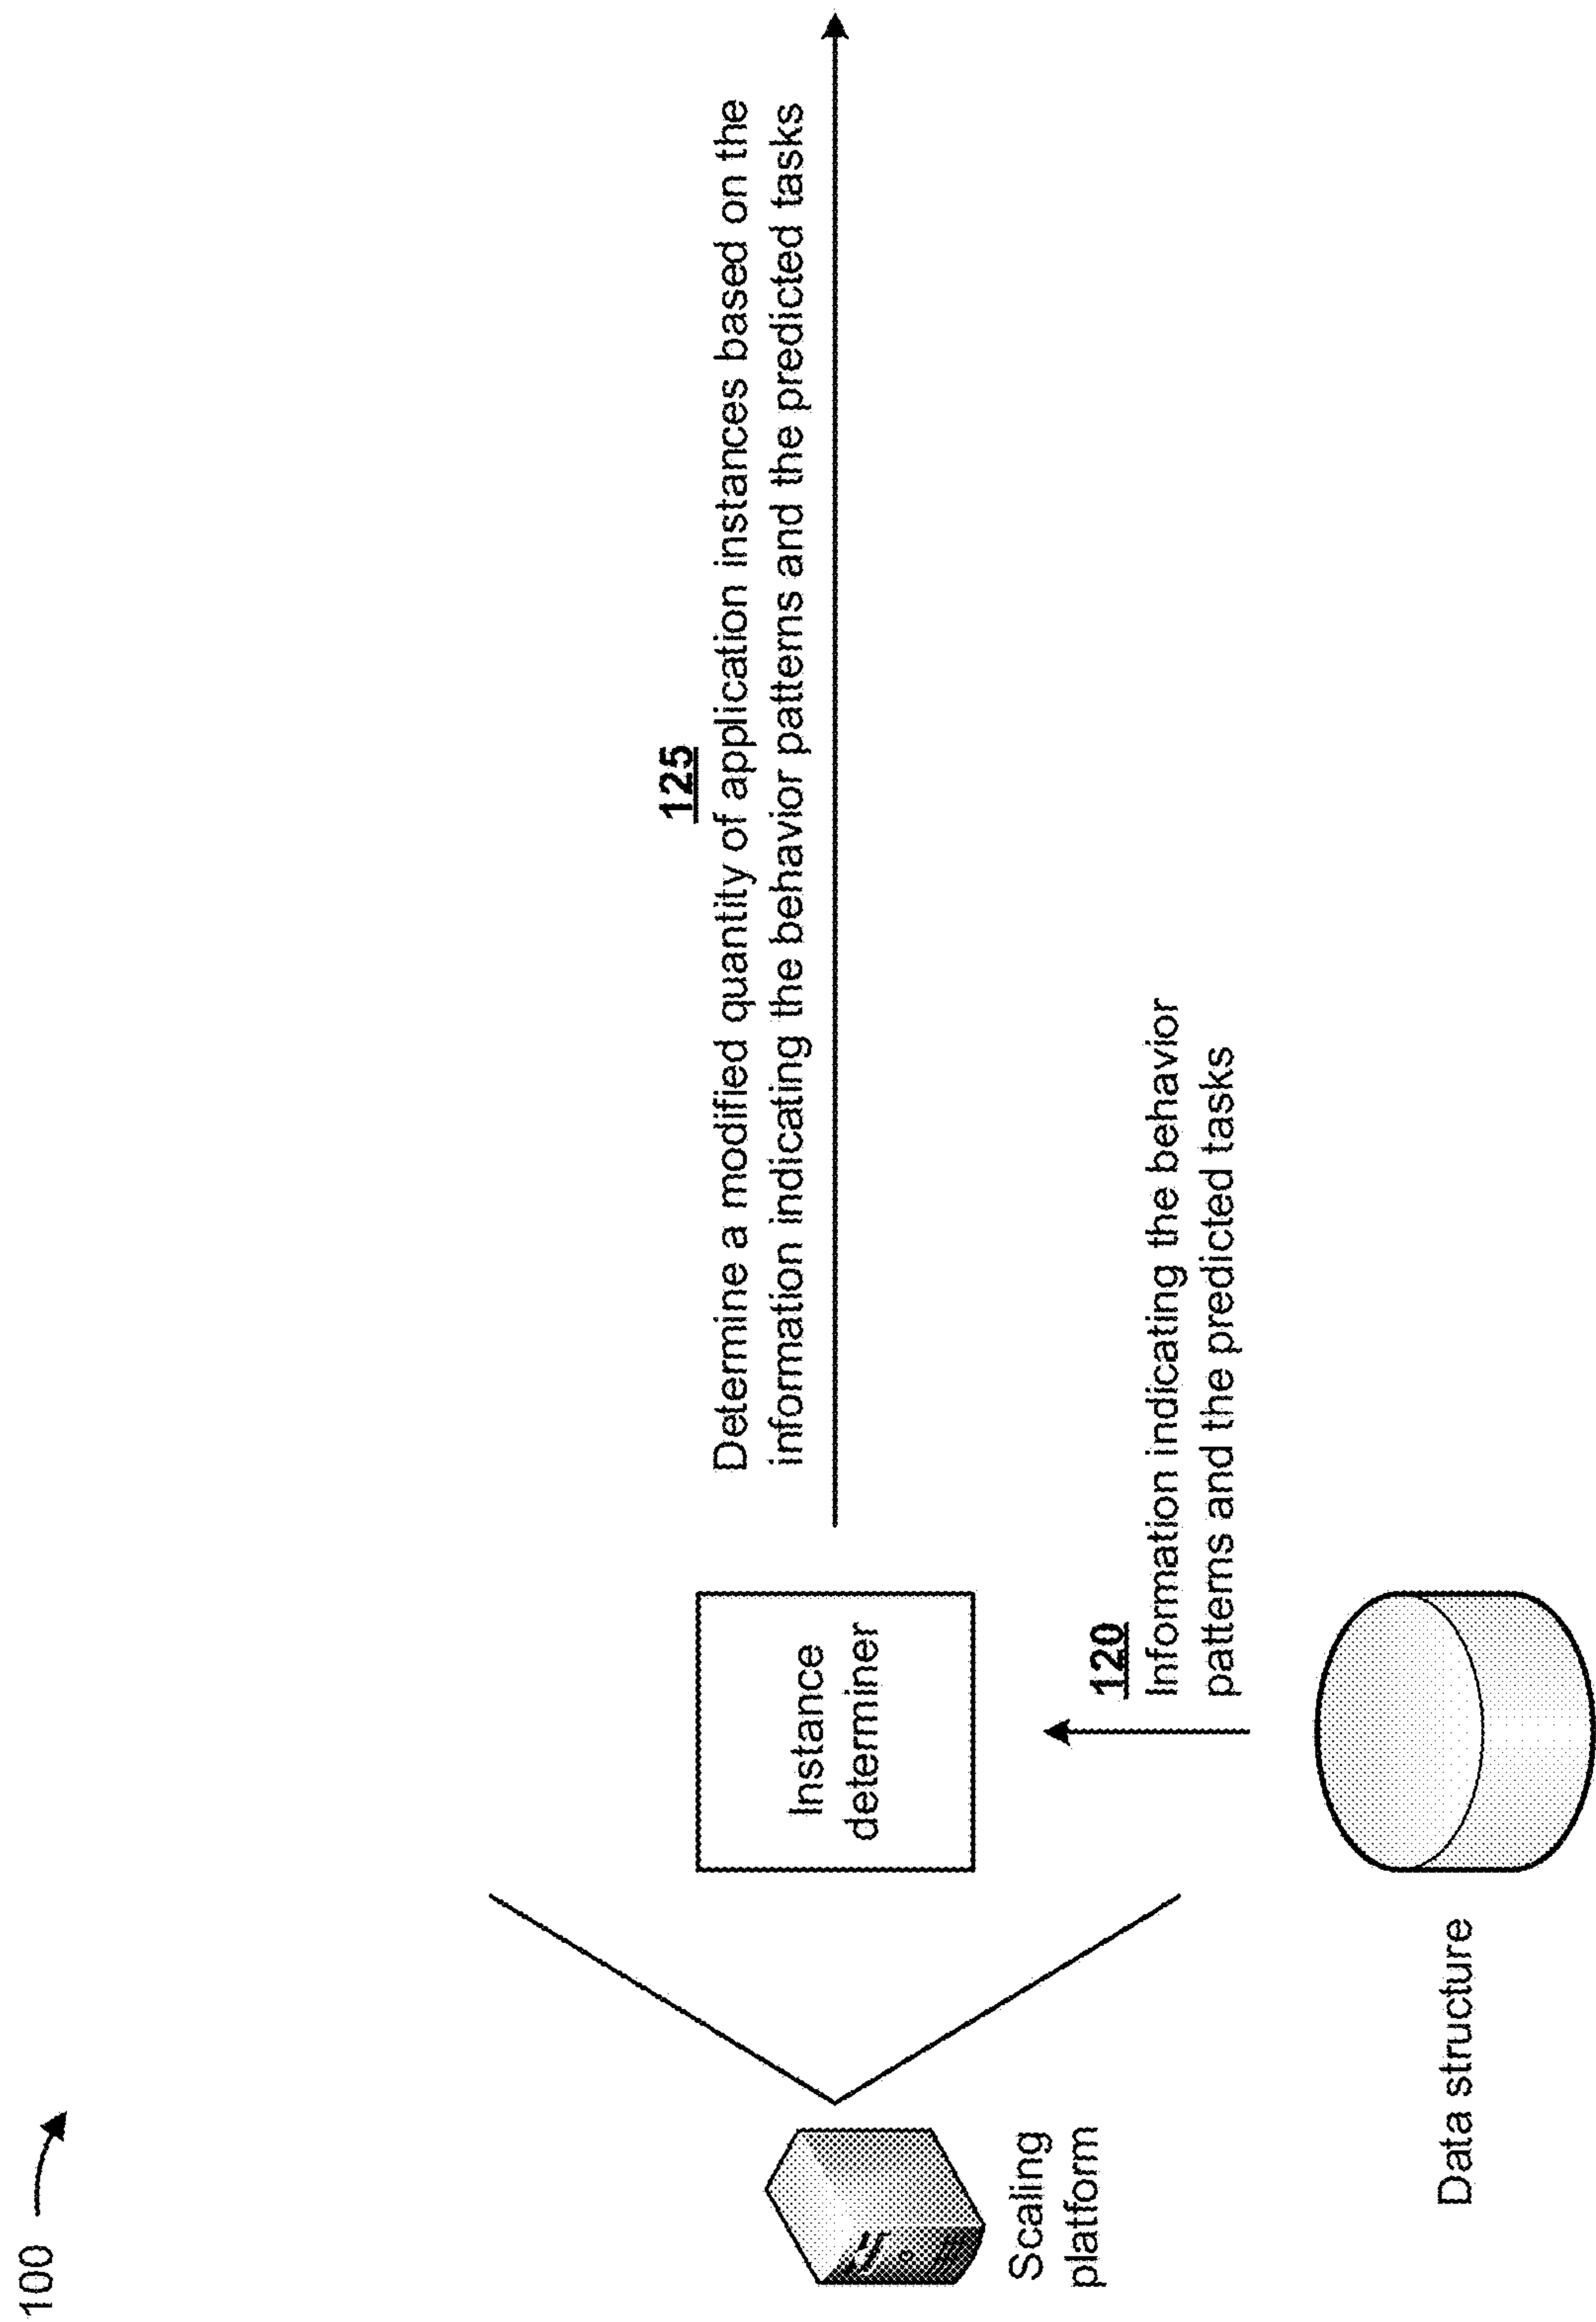 100
125
Determine a modified quantity of application instances based on the
information indicating the behavior patterns and the predicted tasks
Instance
determiner
120
Information indicating the behavior
patterns and the predicted tasks
Scaling
platform
Data structure